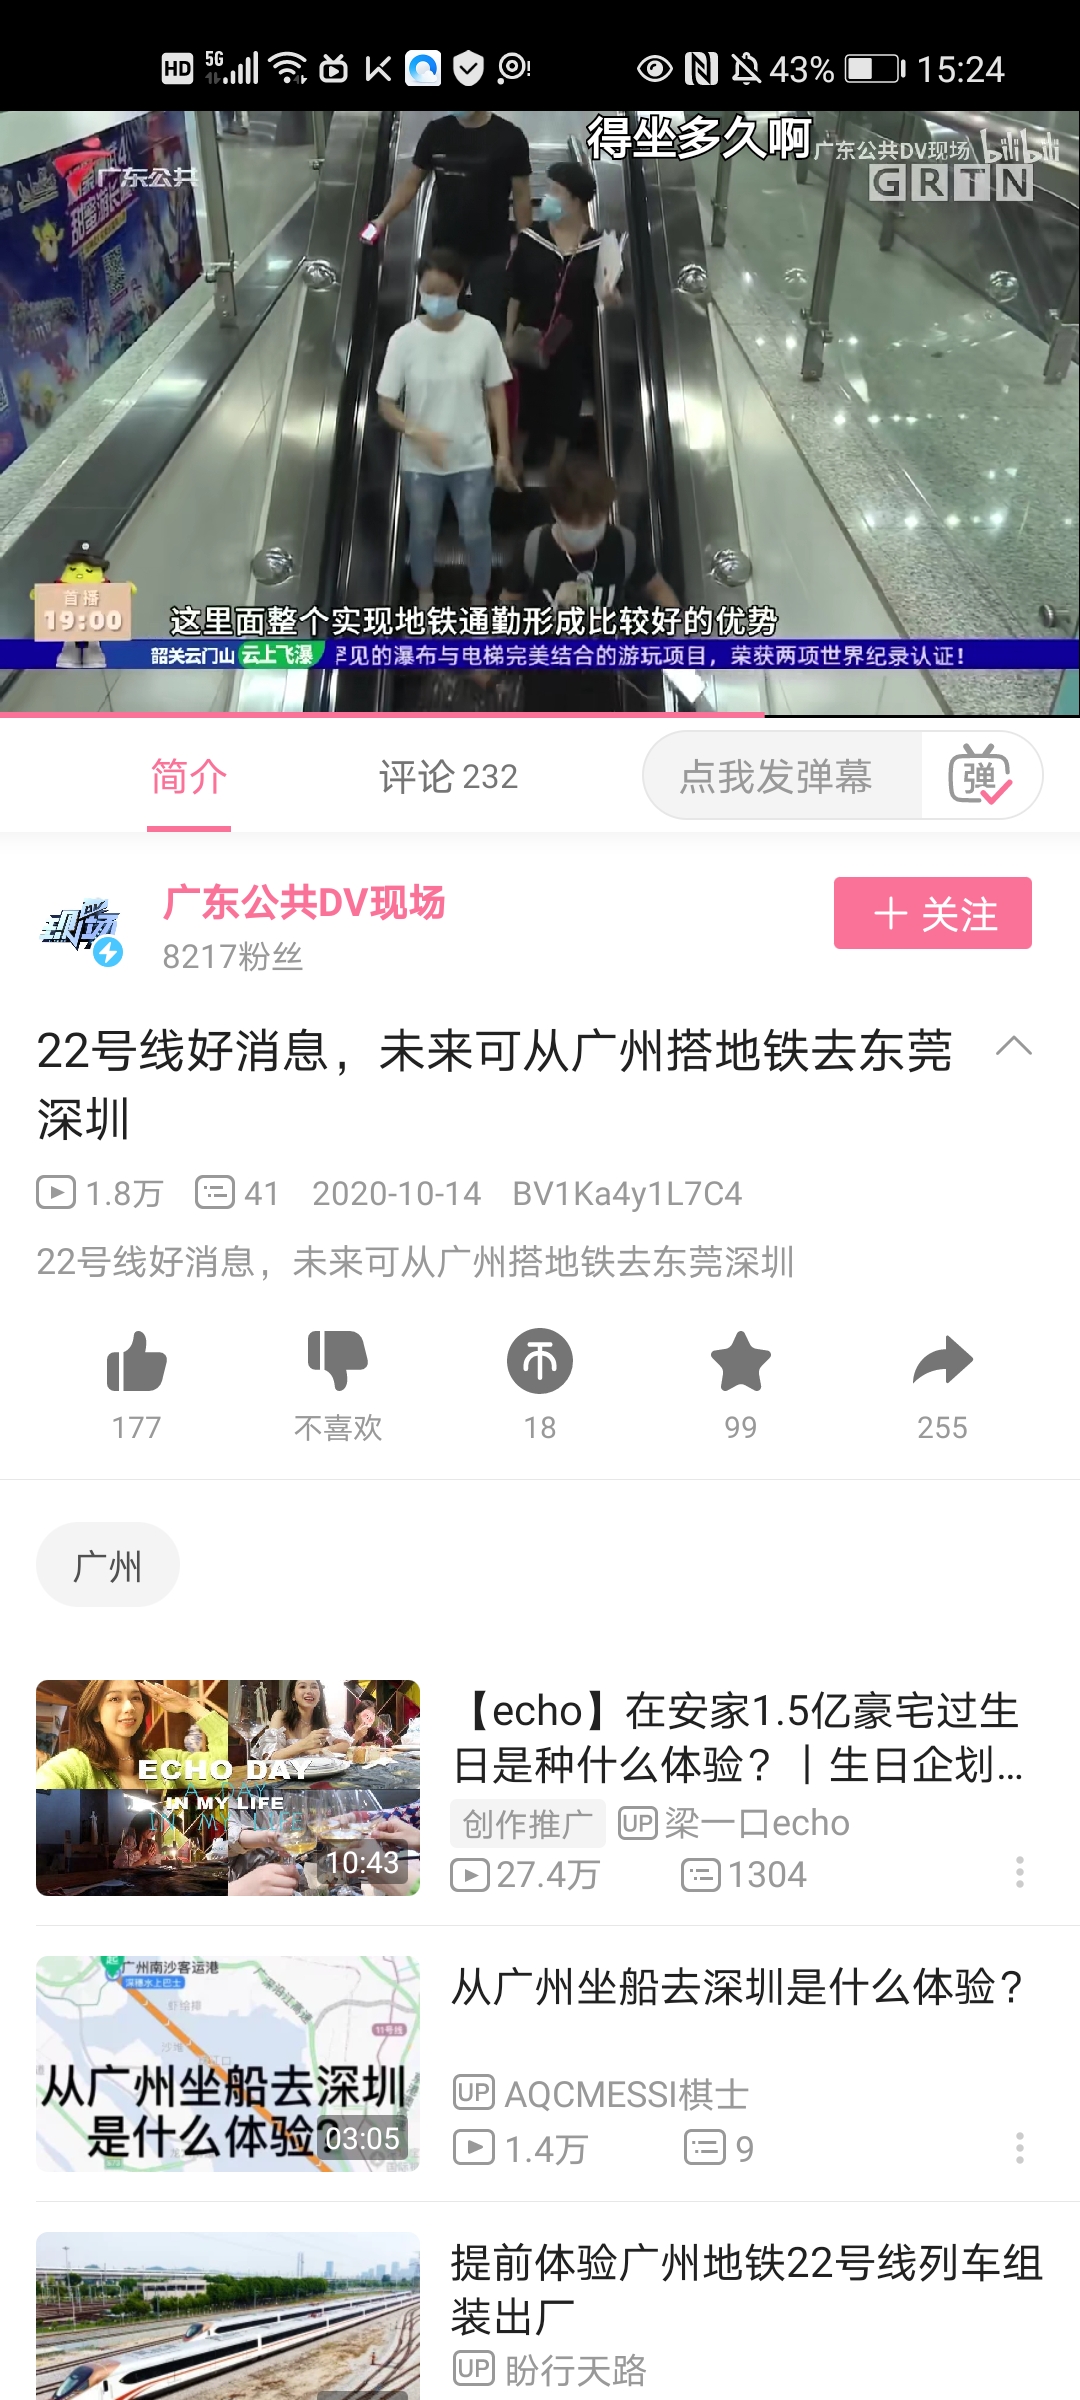 HD 5G 43% 15:24
得坐多久啊
广东公共DV现场 bilibili
广东公共
GRTN
首播
19:00
这里面整个实现地铁通勤形成比较好的优势
韶关云门山 云上飞瀑 罕见的瀑布与电梯完美结合的游玩项目，荣获两项世界纪录认证！
简介 评论 232 点我发弹幕 弹
广东公共DV现场
8217粉丝
＋ 关注
22号线好消息，未来可从广州搭地铁去东莞
深圳
1.8万 41 2020-10-14 BV1Ka4y1L7C4
22号线好消息，未来可从广州搭地铁去东莞深圳
177 不喜欢 18 99 255
广州
ECHO DAY
A DAY
IN MY LIFE
10:43
【echo】在安家1.5亿豪宅过生
日是种什么体验？｜生日企划...
创作推广 UP 梁一口echo
27.4万 1304
广州南沙客运港
深穗水上巴士
11号线
从广州坐船去深圳
是什么体验?
03:05
从广州坐船去深圳是什么体验？
UP AQCMESSI棋士
1.4万 9
提前体验广州地铁22号线列车组
装出厂
UP 盼行天路